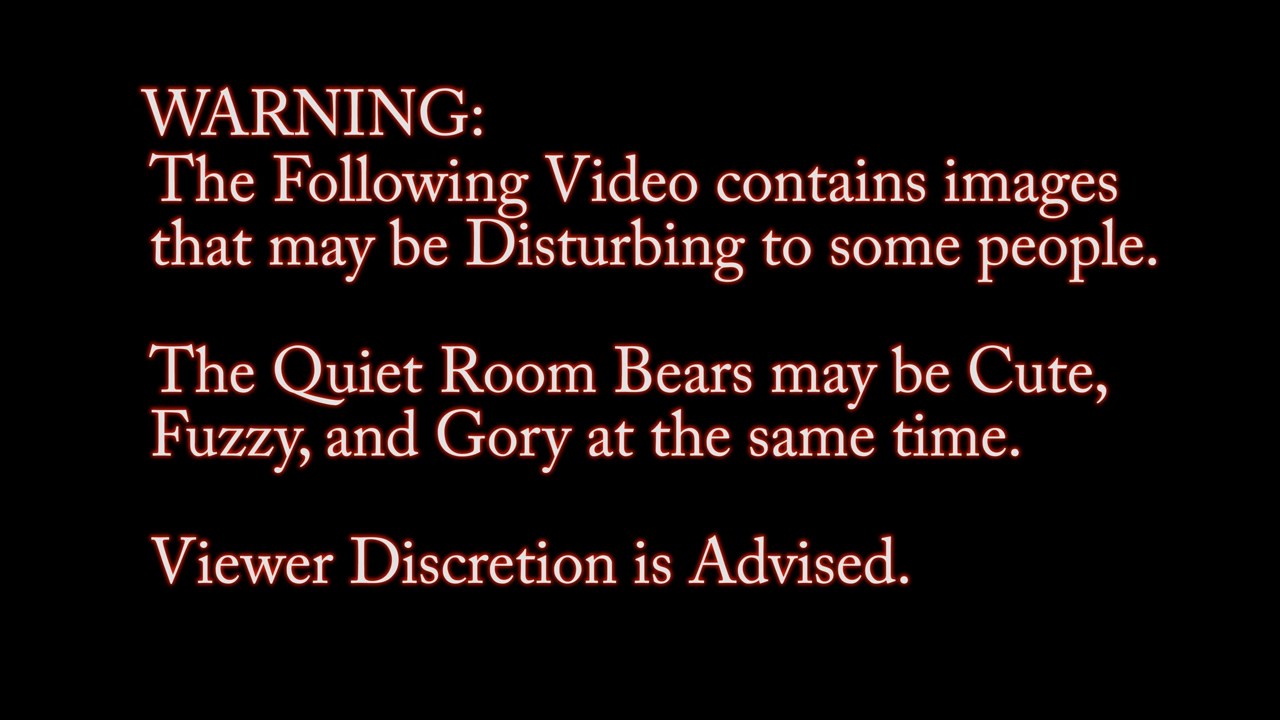 WARNING:
The Following Video contains images
that may be Disturbing to some people.
The Quiet Room Bears may be Cute,
Fuzzy, and Gory at the same time.
Viewer Discretion is Advised.